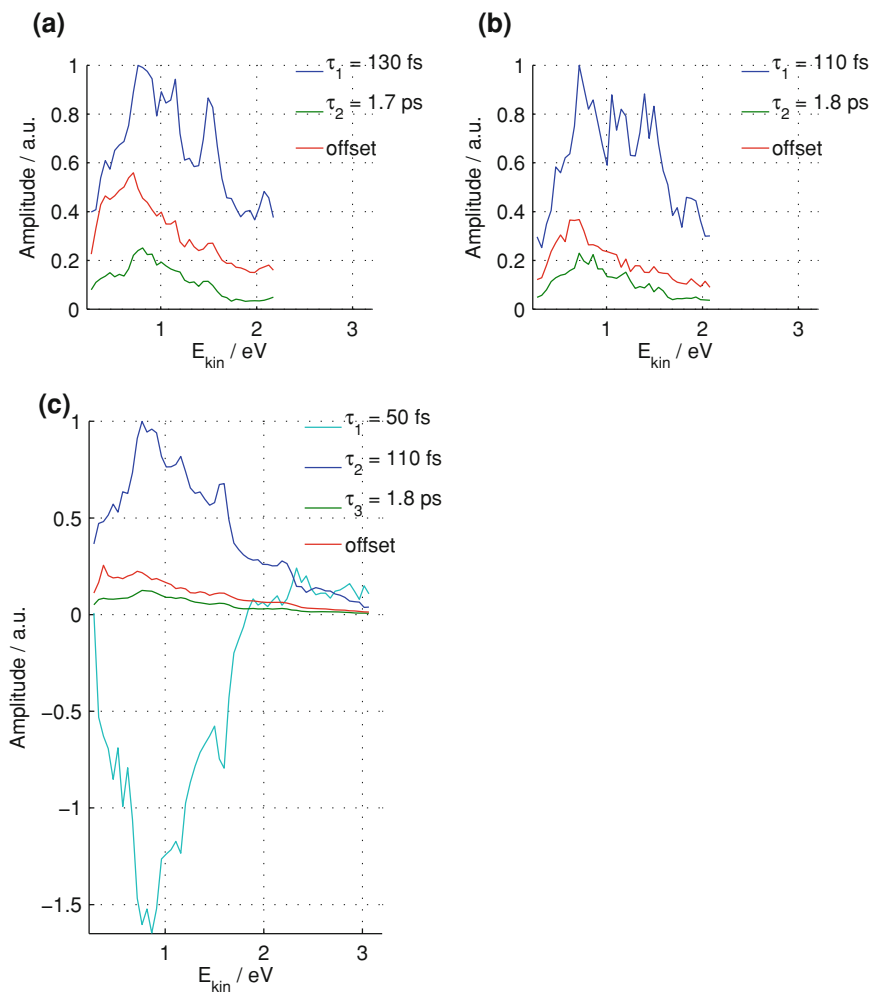 (a)
τ1 = 130 fs
τ2 = 1.7 ps
offset
1
0.8
0.6
0.4
0.2
0
Amplitude / a.u.
1 2 3
Ekin / eV
(b)
τ1 = 110 fs
τ2 = 1.8 ps
offset
1
0.8
0.6
0.4
0.2
0
Amplitude / a.u.
1 2 3
Ekin / eV
(c)
τ1 = 50 fs
τ2 = 110 fs
τ3 = 1.8 ps
offset
1
0.5
0
−0.5
−1
−1.5
Amplitude / a.u.
1 2 3
Ekin / eV